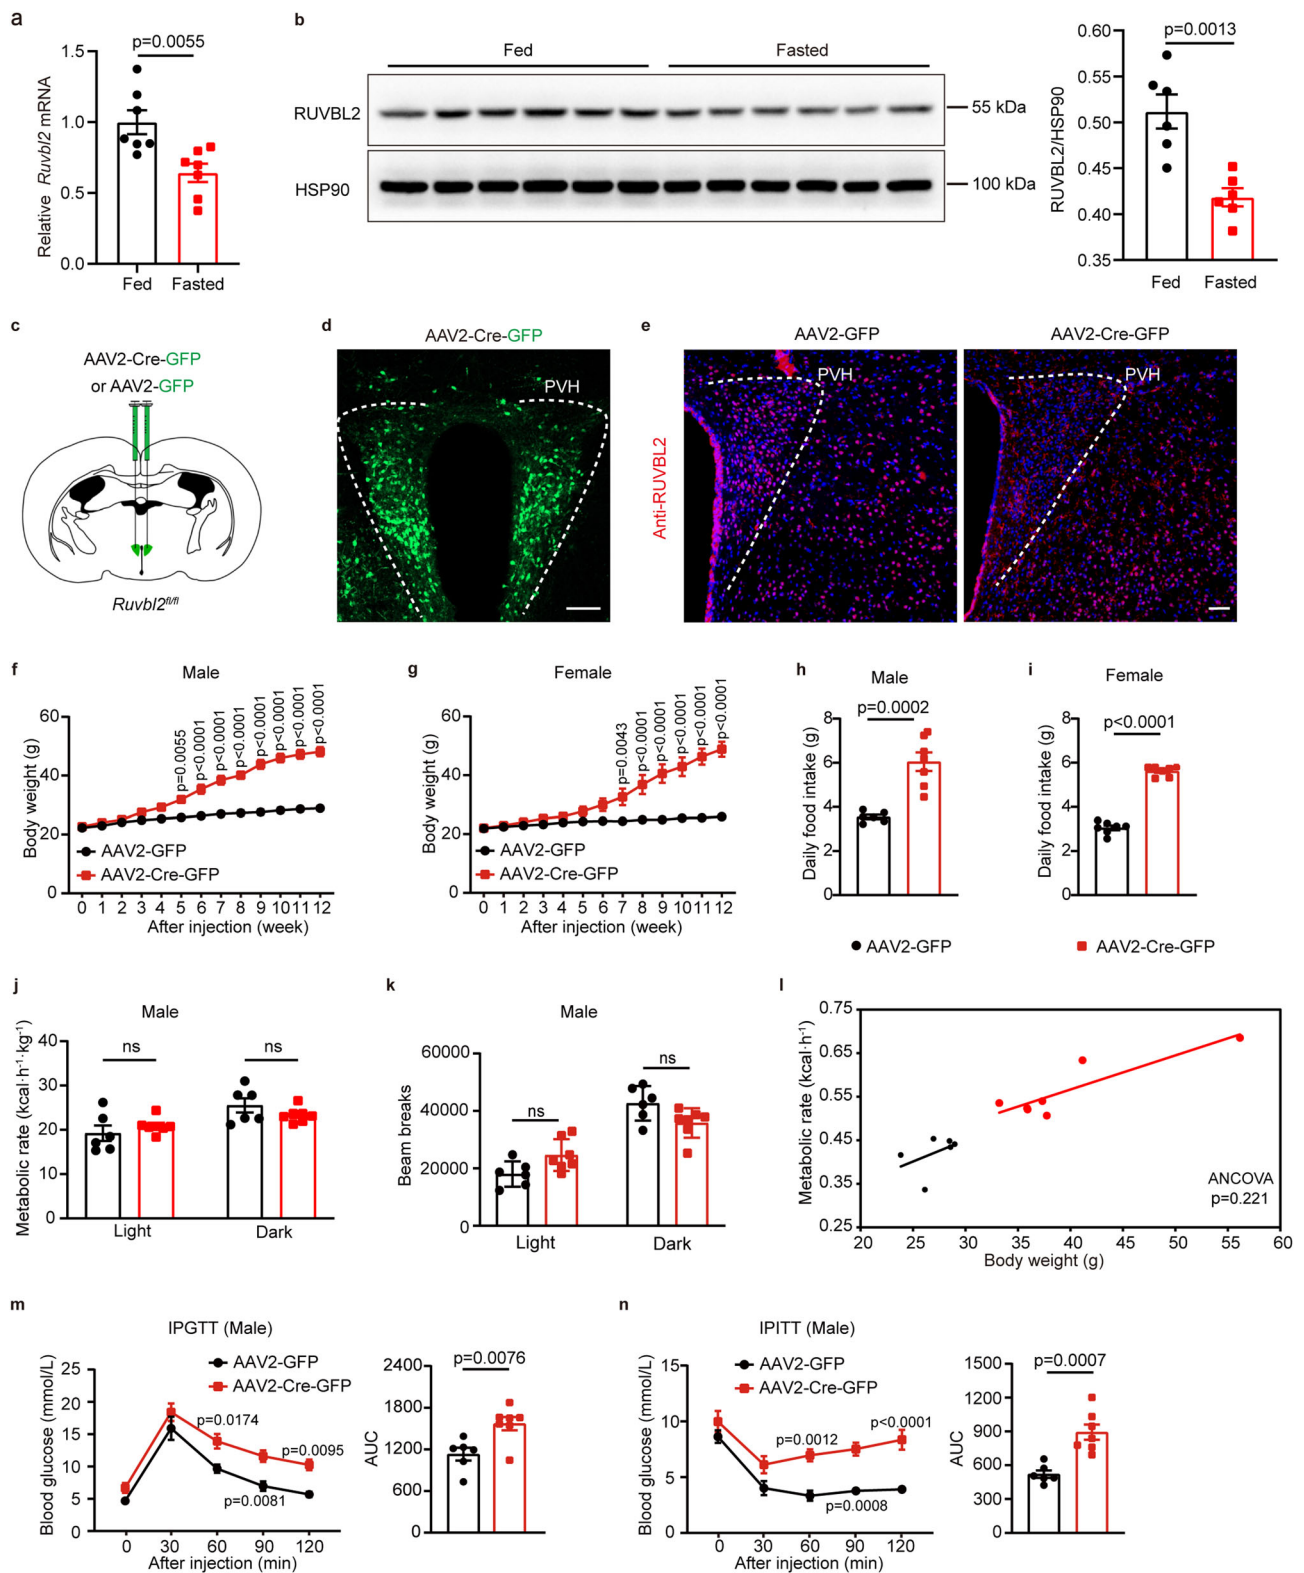 a
p=0.0055
Relative Ruvbl2 mRNA
1.5
1.0
0.5
0.0
Fed Fasted
b
Fed Fasted
RUVBL2
55 kDa
HSP90
100 kDa
p=0.0013
RUVBL2/HSP90
0.60
0.55
0.50
0.45
0.40
0.35
Fed Fasted
c
AAV2-Cre-GFP
or AAV2-GFP
Ruvbl2fl/fl
d
AAV2-Cre-GFP
PVH
e
AAV2-GFP
AAV2-Cre-GFP
Anti-RUVBL2
PVH
PVH
f
Male
Body weight (g)
60
40
20
0
p=0.0055
p<0.0001
p<0.0001
p<0.0001
p<0.0001
p<0.0001
p<0.0001
p<0.0001
AAV2-GFP
AAV2-Cre-GFP
0 1 2 3 4 5 6 7 8 9 10 11 12
After injection (week)
g
Female
Body weight (g)
60
40
20
0
p=0.0043
p<0.0001
p<0.0001
p<0.0001
p<0.0001
p<0.0001
AAV2-GFP
AAV2-Cre-GFP
0 1 2 3 4 5 6 7 8 9 10 11 12
After injection (week)
h
Male
p=0.0002
Daily food intake (g)
8
6
4
2
0
i
Female
p<0.0001
Daily food intake (g)
8
6
4
2
0
AAV2-GFP
AAV2-Cre-GFP
j
Male
Metabolic rate (kcal·h-1·kg-1)
40
30
20
10
0
ns
ns
Light Dark
k
Male
Beam breaks
60000
40000
20000
0
ns
ns
Light Dark
l
Metabolic rate (kcal·h-1)
0.75
0.65
0.55
0.45
0.35
0.25
ANCOVA
p=0.221
20 25 30 35 40 45 50 55 60
Body weight (g)
m
IPGTT (Male)
Blood glucose (mmol/L)
25
20
15
10
5
0
AAV2-GFP
AAV2-Cre-GFP
p=0.0174
p=0.0095
p=0.0081
0 30 60 90 120
After injection (min)
p=0.0076
AUC
2400
1800
1200
600
0
n
IPITT (Male)
Blood glucose (mmol/L)
15
10
5
0
AAV2-GFP
AAV2-Cre-GFP
p<0.0001
p=0.0012
p=0.0008
0 30 60 90 120
After injection (min)
p=0.0007
AUC
1500
1200
900
600
300
0